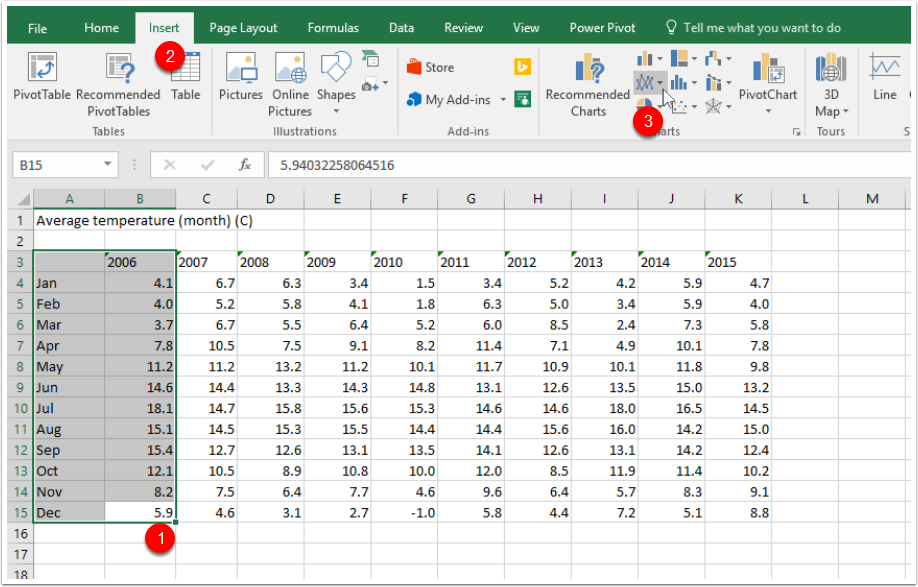 File Home Insert Page Layout Formulas Data Review View Power Pivot Tell me what you want to do
2
3
PivotTable Recommended PivotTables Table
Tables
Pictures Online Pictures Shapes
Illustrations
Store
My Add-ins
Add-ins
Recommended Charts
PivotChart
arts
3D Map
Tours
Line
S
B15 fx 5.94032258064516
A B C D E F G H I J K L M
1 Average temperature (month) (C)
2
3 2006 2007 2008 2009 2010 2011 2012 2013 2014 2015
4 Jan 4.1 6.7 6.3 3.4 1.5 3.4 5.2 4.2 5.9 4.7
5 Feb 4.0 5.2 5.8 4.1 1.8 6.3 5.0 3.4 5.9 4.0
6 Mar 3.7 6.7 5.5 6.4 5.2 6.0 8.5 2.4 7.3 5.8
7 Apr 7.8 10.5 7.5 9.1 8.2 11.4 7.1 4.9 10.1 7.8
8 May 11.2 11.2 13.2 11.2 10.1 11.7 10.9 10.1 11.8 9.8
9 Jun 14.6 14.4 13.3 14.3 14.8 13.1 12.6 13.5 15.0 13.2
10 Jul 18.1 14.7 15.8 15.6 15.3 14.6 14.6 18.0 16.5 14.5
11 Aug 15.1 14.5 15.3 15.5 14.4 14.4 15.6 16.0 14.2 15.0
12 Sep 15.4 12.7 12.6 13.1 13.5 14.1 12.6 13.1 14.2 12.4
13 Oct 12.1 10.5 8.9 10.8 10.0 12.0 8.5 11.9 11.4 10.2
14 Nov 8.2 7.5 6.4 7.7 4.6 9.6 6.4 5.7 8.3 9.1
15 Dec 5.9 4.6 3.1 2.7 -1.0 5.8 4.4 7.2 5.1 8.8
16
1
17
18